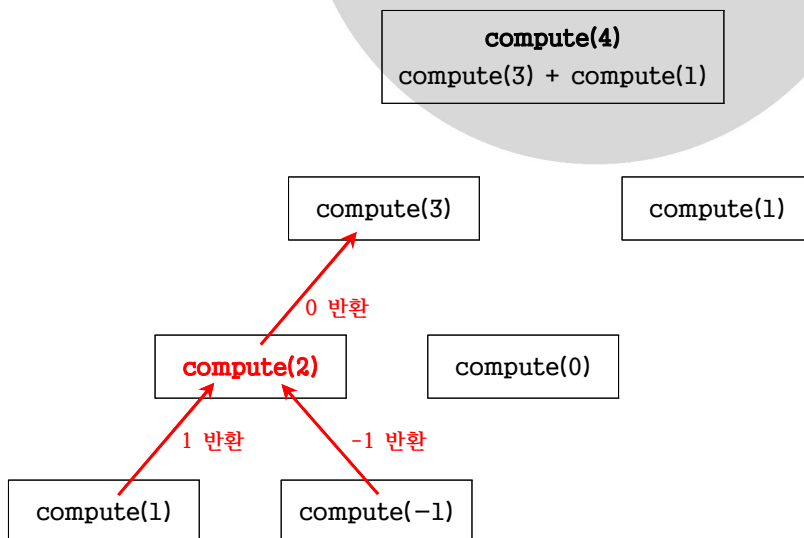 compute(4)
compute(3) + compute(1)
compute(3)
compute(1)
0 반환
compute(2)
compute(0)
1 반환
-1 반환
compute(1)
compute(−1)